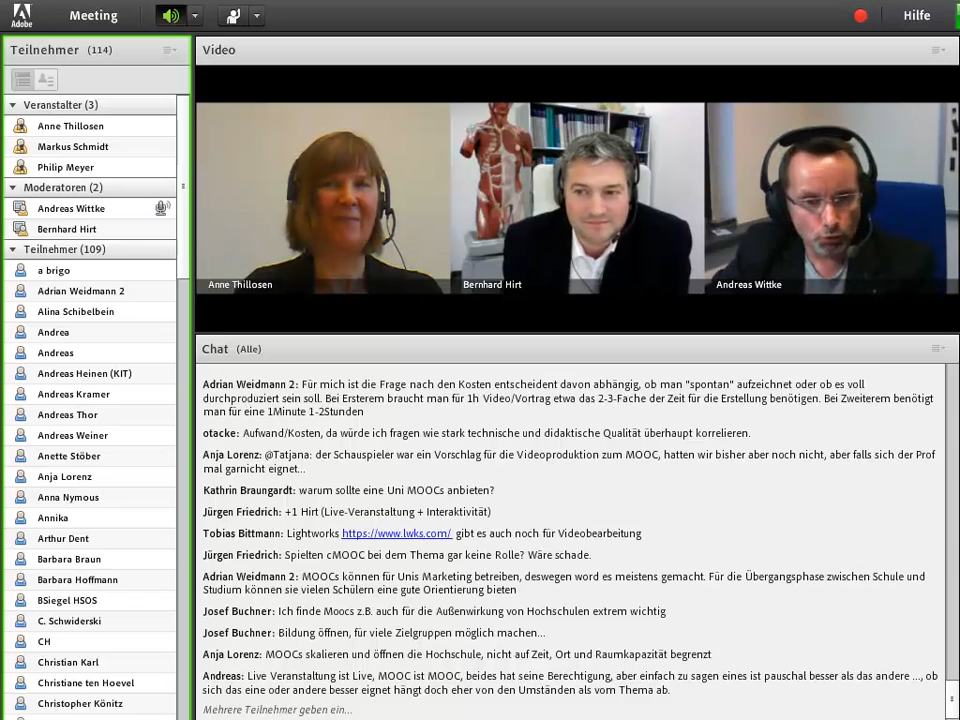 Adobe
Meeting
Hilfe
Teilnehmer (114)
Veranstalter (3)
Anne Thillosen
Markus Schmidt
Philip Meyer
Moderatoren (2)
Andreas Wittke
Bernhard Hirt
Teilnehmer (109)
a brigo
Adrian Weidmann 2
Alina Schibelbein
Andrea
Andreas
Andreas Heinen (KIT)
Andreas Kramer
Andreas Thor
Andreas Weiner
Anette Stöber
Anja Lorenz
Anna Nymous
Annika
Arthur Dent
Barbara Braun
Barbara Hoffmann
BSiegel HSOS
C. Schwiderski
CH
Christian Karl
Christiane ten Hoevel
Christopher Könitz
Video
Anne Thillosen
Bernhard Hirt
Andreas Wittke
Chat (Alle)
Adrian Weidmann 2: Für mich ist die Frage nach den Kosten entscheident davon abhängig, ob man "spontan" aufzeichnet oder ob es voll
durchproduziert sein soll. Bei Ersterem braucht man für 1h Video/Vortrag etwa das 2-3-Fache der Zeit für die Erstellung benötigen. Bei Zweiterem benötigt
man für eine 1Minute 1-2Stunden
otacke: Aufwand/Kosten, da würde ich fragen wie stark technische und didaktische Qualität überhaupt korrelieren.
Anja Lorenz: @Tatjana: der Schauspieler war ein Vorschlag für die Videoproduktion zum MOOC, hatten wir bisher aber noch nicht, aber falls sich der Prof
mal garnicht eignet...
Kathrin Braungardt: warum sollte eine Uni MOOCs anbieten?
Jürgen Friedrich: +1 Hirt (Live-Veranstaltung + Interaktivität)
Tobias Bittmann: Lightworks https://www.lwks.com/ gibt es auch noch für Videobearbeitung
Jürgen Friedrich: Spielten cMOOC bei dem Thema gar keine Rolle? Wäre schade.
Adrian Weidmann 2: MOOCs können für Unis Marketing betreiben, deswegen word es meistens gemacht. Für die Übergangsphase zwischen Schule und
Studium können sie vielen Schülern eine gute Orientierung bieten
Josef Buchner: Ich finde Moocs z.B. auch für die Außenwirkung von Hochschulen extrem wichtig
Josef Buchner: Bildung öffnen, für viele Zielgruppen möglich machen...
Anja Lorenz: MOOCs skalieren und öffnen die Hochschule, nicht auf Zeit, Ort und Raumkapazität begrenzt
Andreas: Live Veranstaltung ist Live, MOOC ist MOOC, beides hat seine Berechtigung, aber einfach zu sagen eines ist pauschal besser als das andere ..., ob
sich das eine oder andere besser eignet hängt doch eher von den Umständen als vom Thema ab.
Mehrere Teilnehmer geben ein...